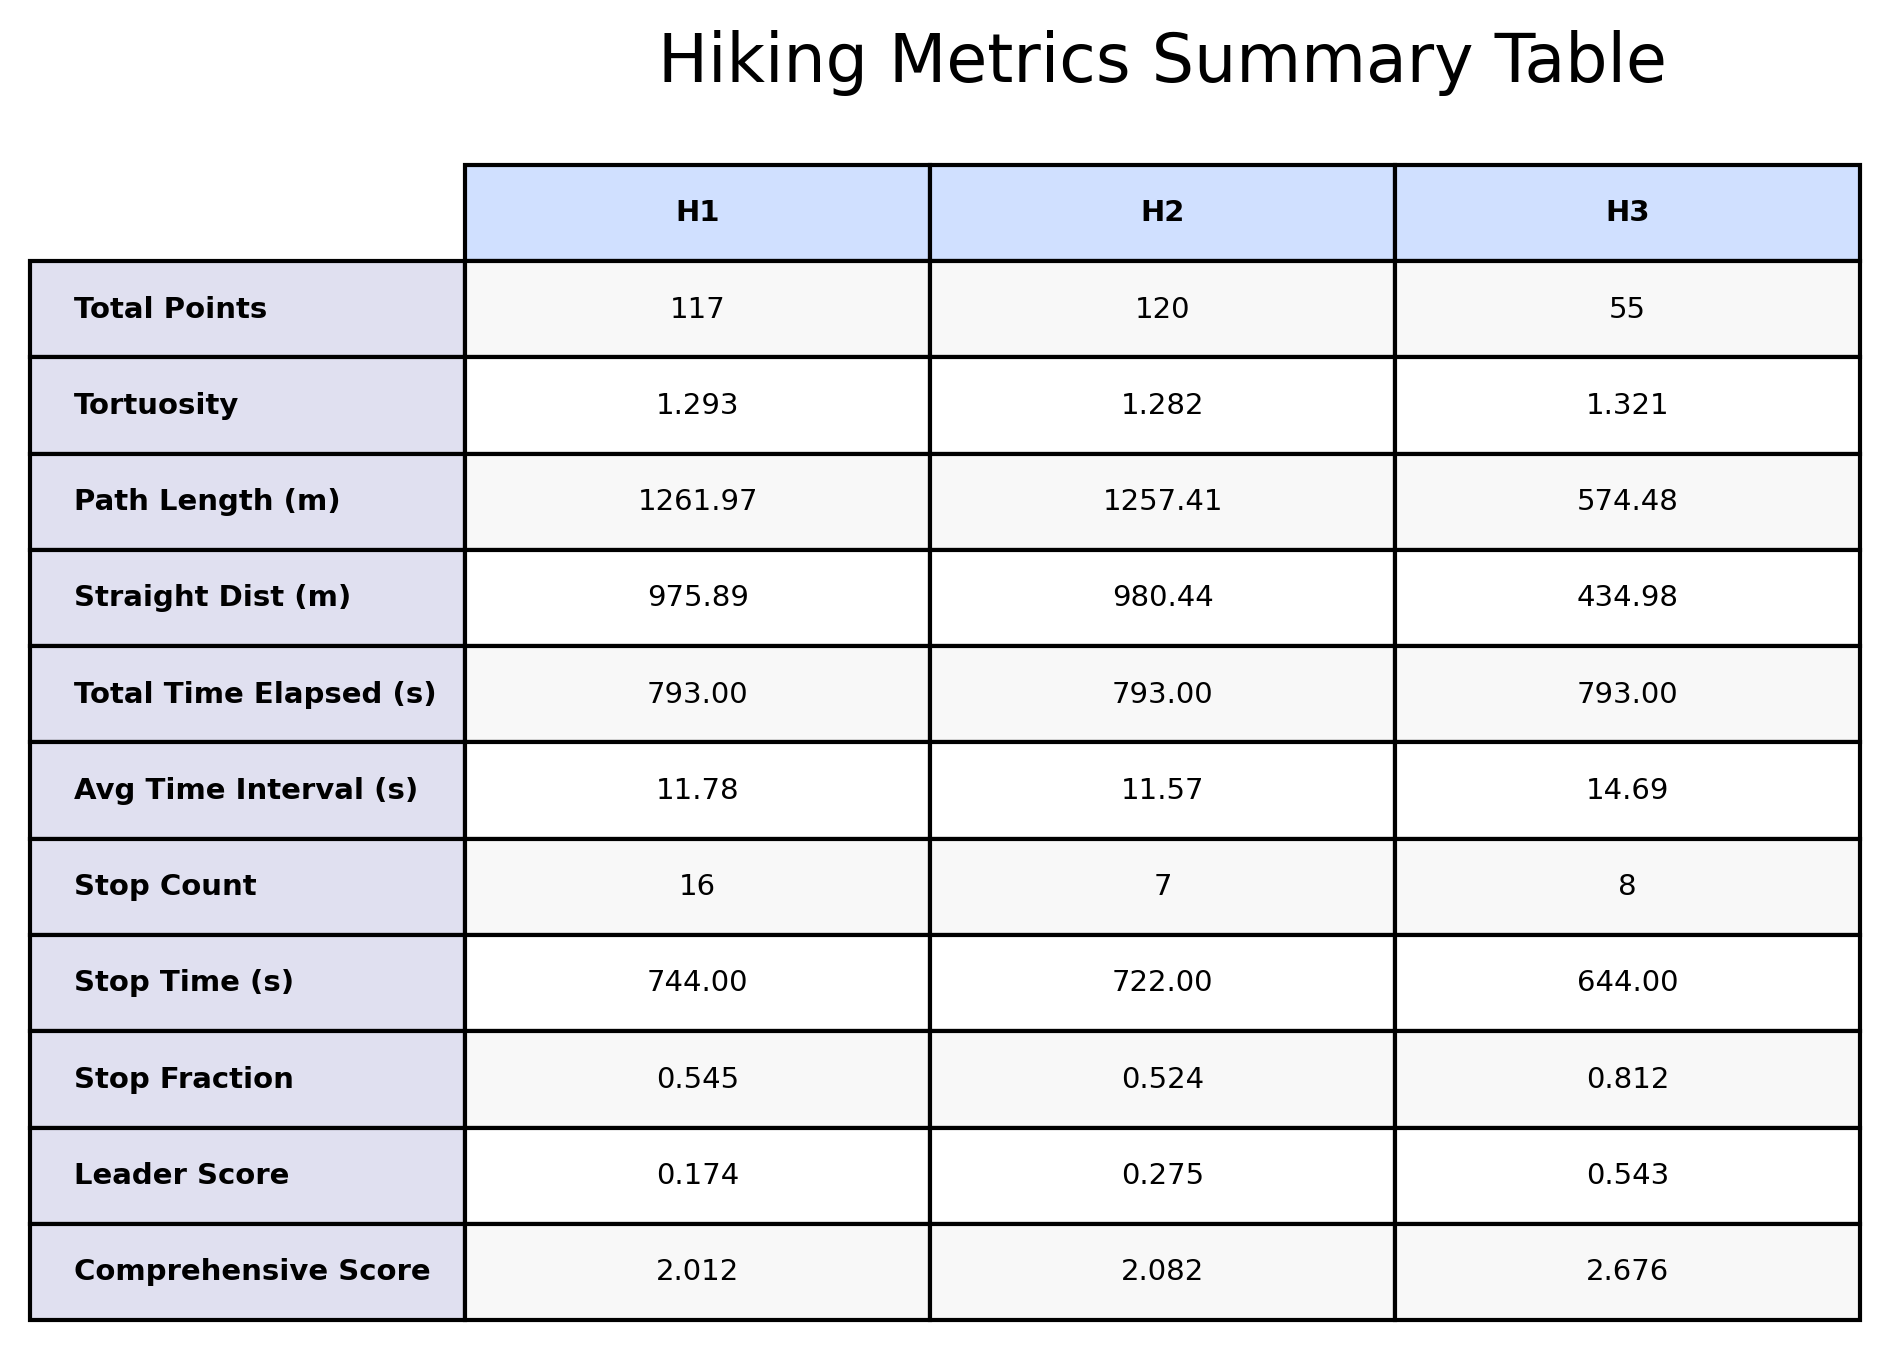 Hiking Metrics Summary Table
H1 H2 H3
Total Points 117 120 55
Tortuosity 1.293 1.282 1.321
Path Length (m) 1261.97 1257.41 574.48
Straight Dist (m) 975.89 980.44 434.98
Total Time Elapsed (s) 793.00 793.00 793.00
Avg Time Interval (s) 11.78 11.57 14.69
Stop Count 16 7 8
Stop Time (s) 744.00 722.00 644.00
Stop Fraction 0.545 0.524 0.812
Leader Score 0.174 0.275 0.543
Comprehensive Score 2.012 2.082 2.676